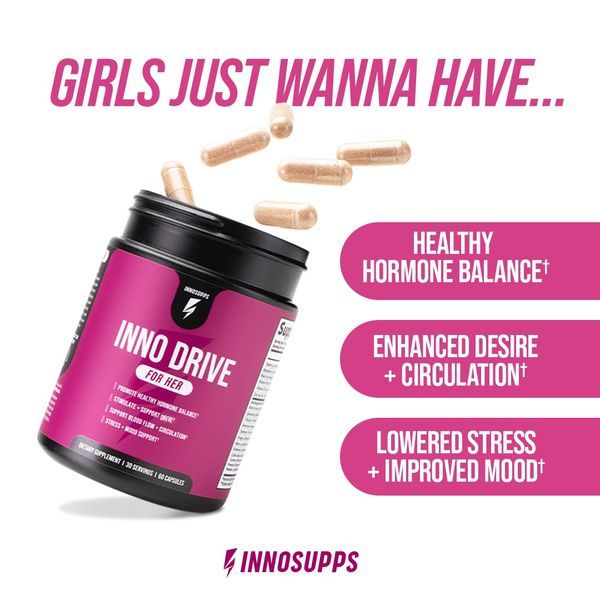 GIRLS JUST WANNA HAVE...
HEALTHY
HORMONE BALANCE†
ENHANCED DESIRE
+ CIRCULATION†
LOWERED STRESS
+ IMPROVED MOOD†
INNOSUPPS
INNO DRIVE
FOR HER
PROMOTE HEALTHY HORMONE BALANCE†
STIMULATE + SUPPORT DRIVE†
SUPPORT BLOOD FLOW + CIRCULATION†
STRESS + MOOD SUPPORT†
DIETARY SUPPLEMENT | 30 SERVINGS | 60 CAPSULES
INNOSUPPS